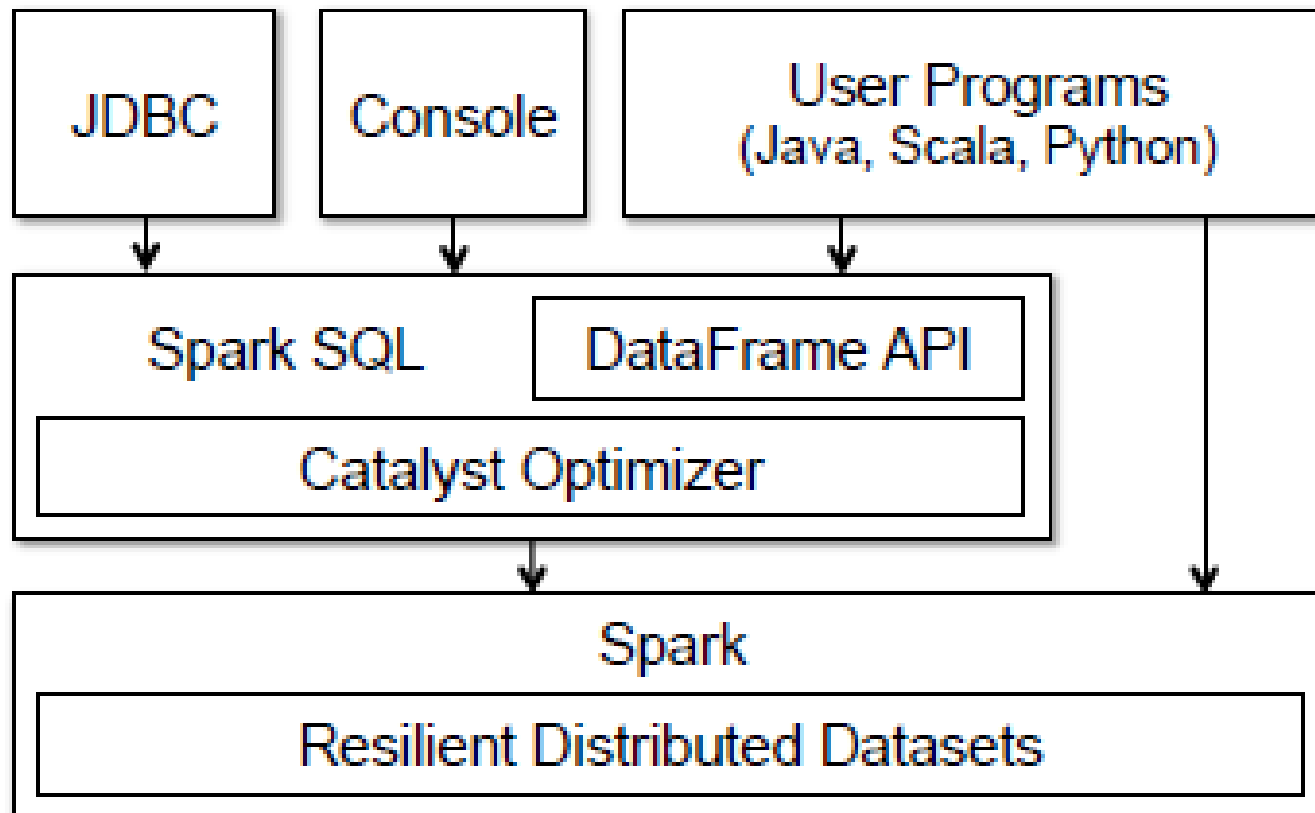 JDBC
Console
User Programs
(Java, Scala, Python)
Spark SQL
DataFrame API
Catalyst Optimizer
Spark
Resilient Distributed Datasets